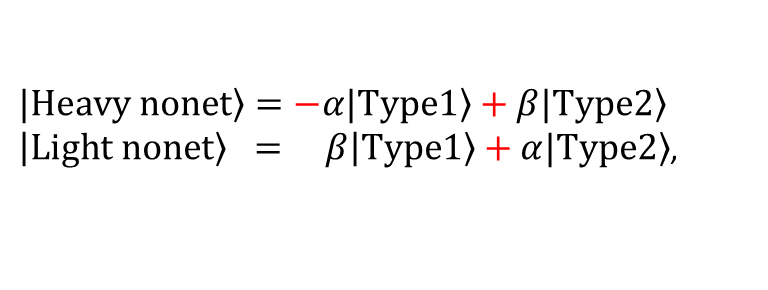 |Heavy nonet⟩ = −𝛼|Type1⟩ + 𝛽|Type2⟩
|Light nonet⟩ = 𝛽|Type1⟩ + 𝛼|Type2⟩,